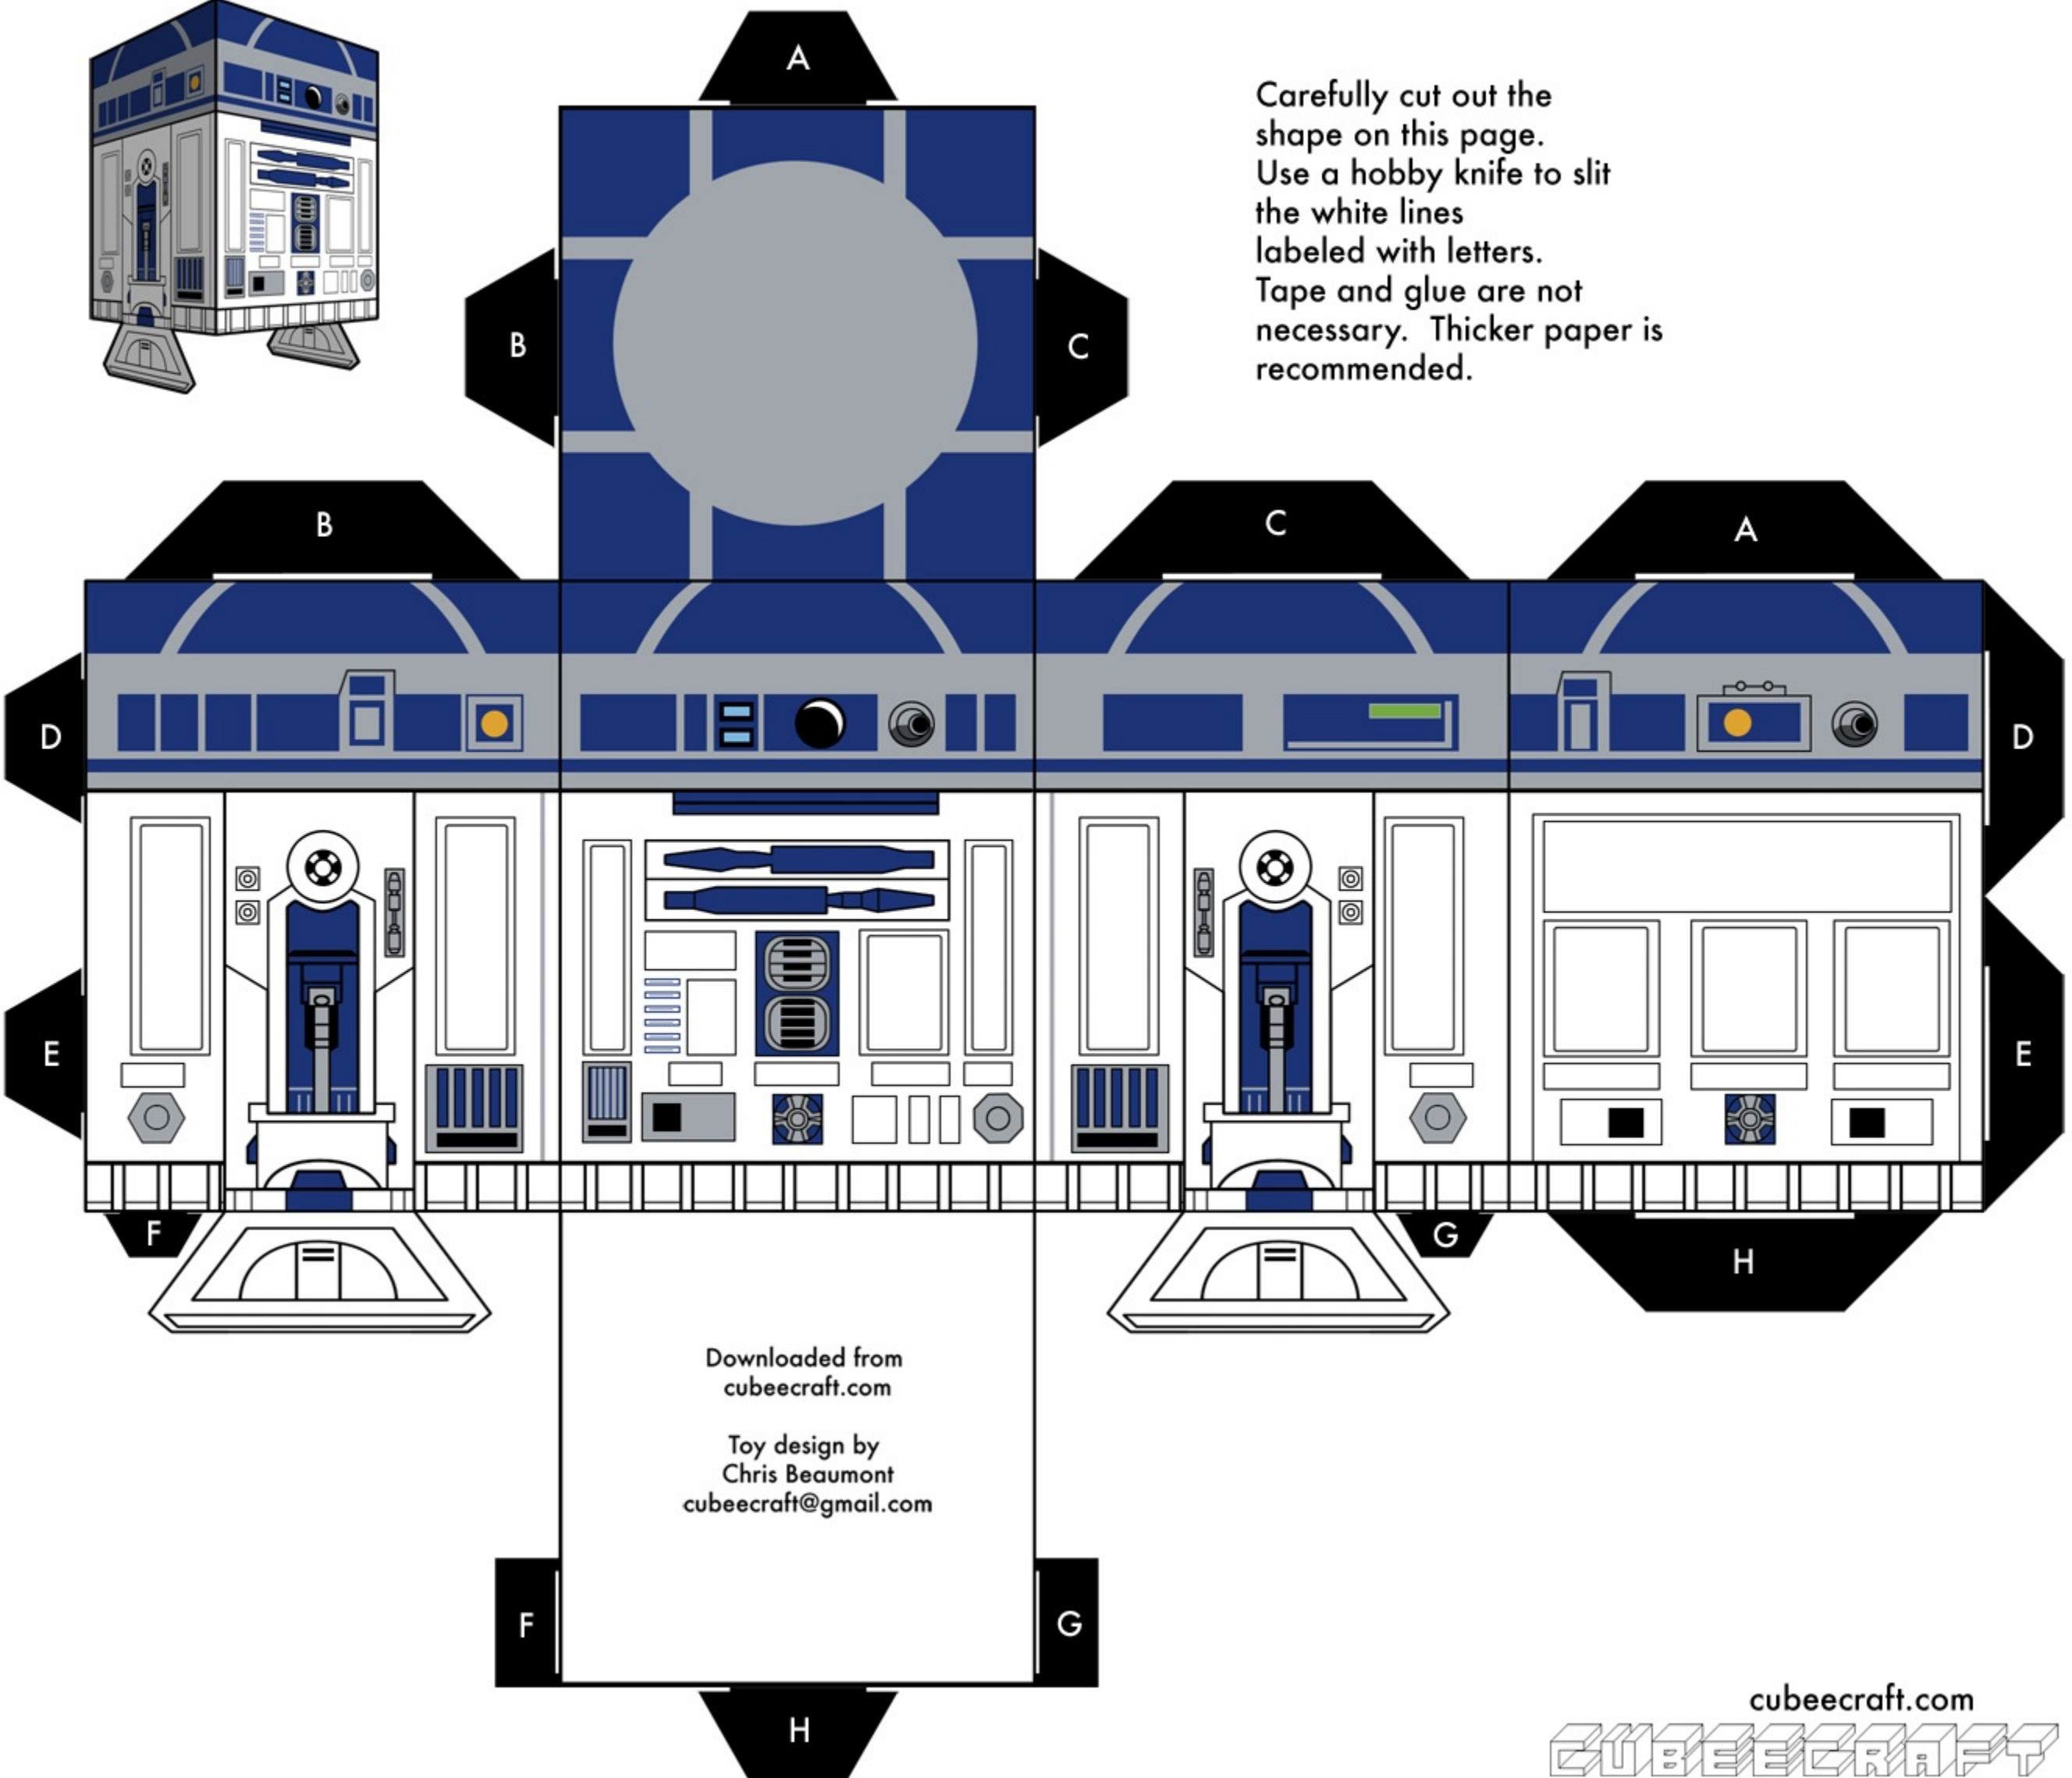 A
Carefully cut out the
shape on this page.
Use a hobby knife to slit
the white lines
labeled with letters.
Tape and glue are not
necessary.  Thicker paper is
recommended.
B
C
B
C
A
D
D
E
E
F
G
H
Downloaded from
cubeecraft.com
Toy design by
Chris Beaumont
cubeecraft@gmail.com
F
G
H
cubeecraft.com
CUBEECRAFT